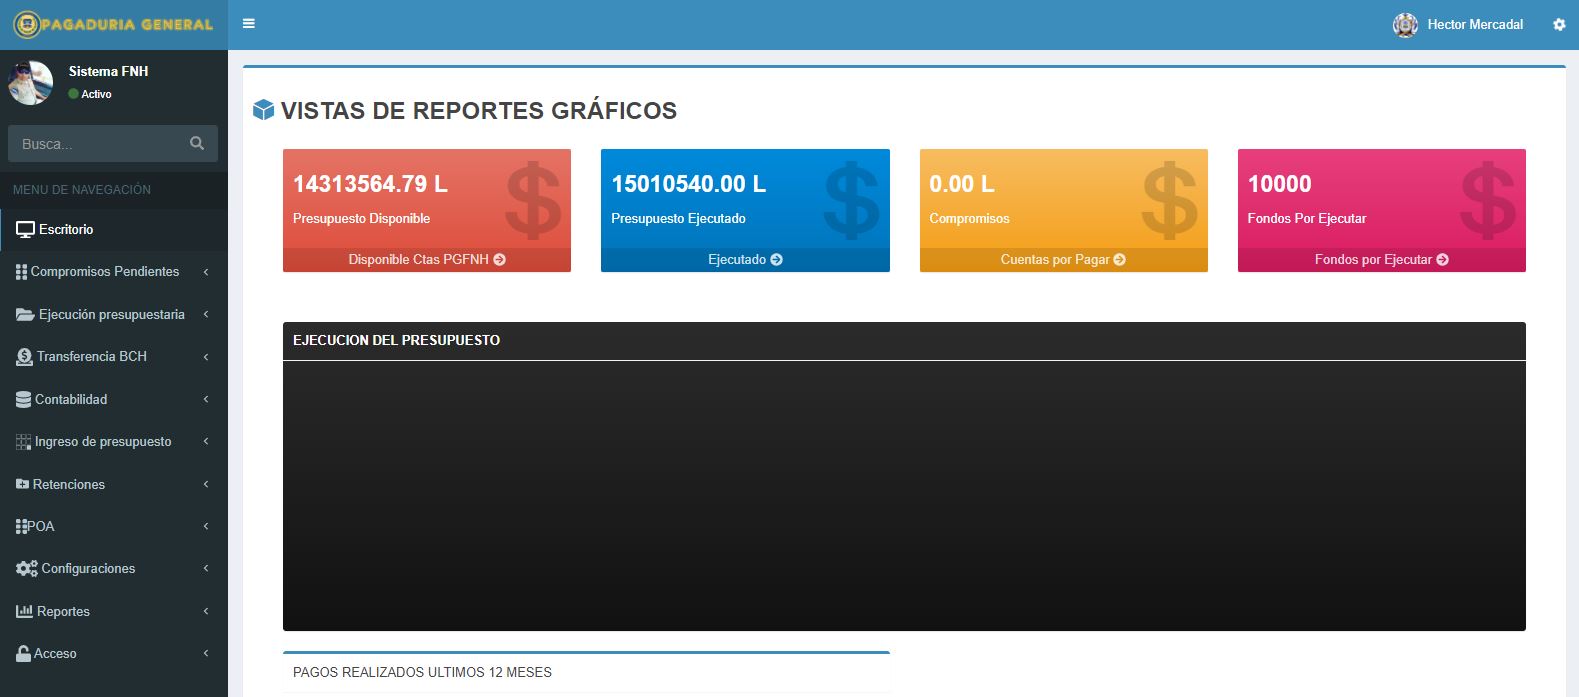 PAGADURIA GENERAL
Hector Mercadal
Sistema FNH
Activo
Busca...
MENU DE NAVEGACIÓN
Escritorio
Compromisos Pendientes
Ejecución presupuestaria
Transferencia BCH
Contabilidad
Ingreso de presupuesto
Retenciones
POA
Configuraciones
Reportes
Acceso
VISTAS DE REPORTES GRÁFICOS
14313564.79 L
Presupuesto Disponible
Disponible Ctas PGFNH
15010540.00 L
Presupuesto Ejecutado
Ejecutado
0.00 L
Compromisos
Cuentas por Pagar
10000
Fondos Por Ejecutar
Fondos por Ejecutar
EJECUCION DEL PRESUPUESTO
PAGOS REALIZADOS ULTIMOS 12 MESES